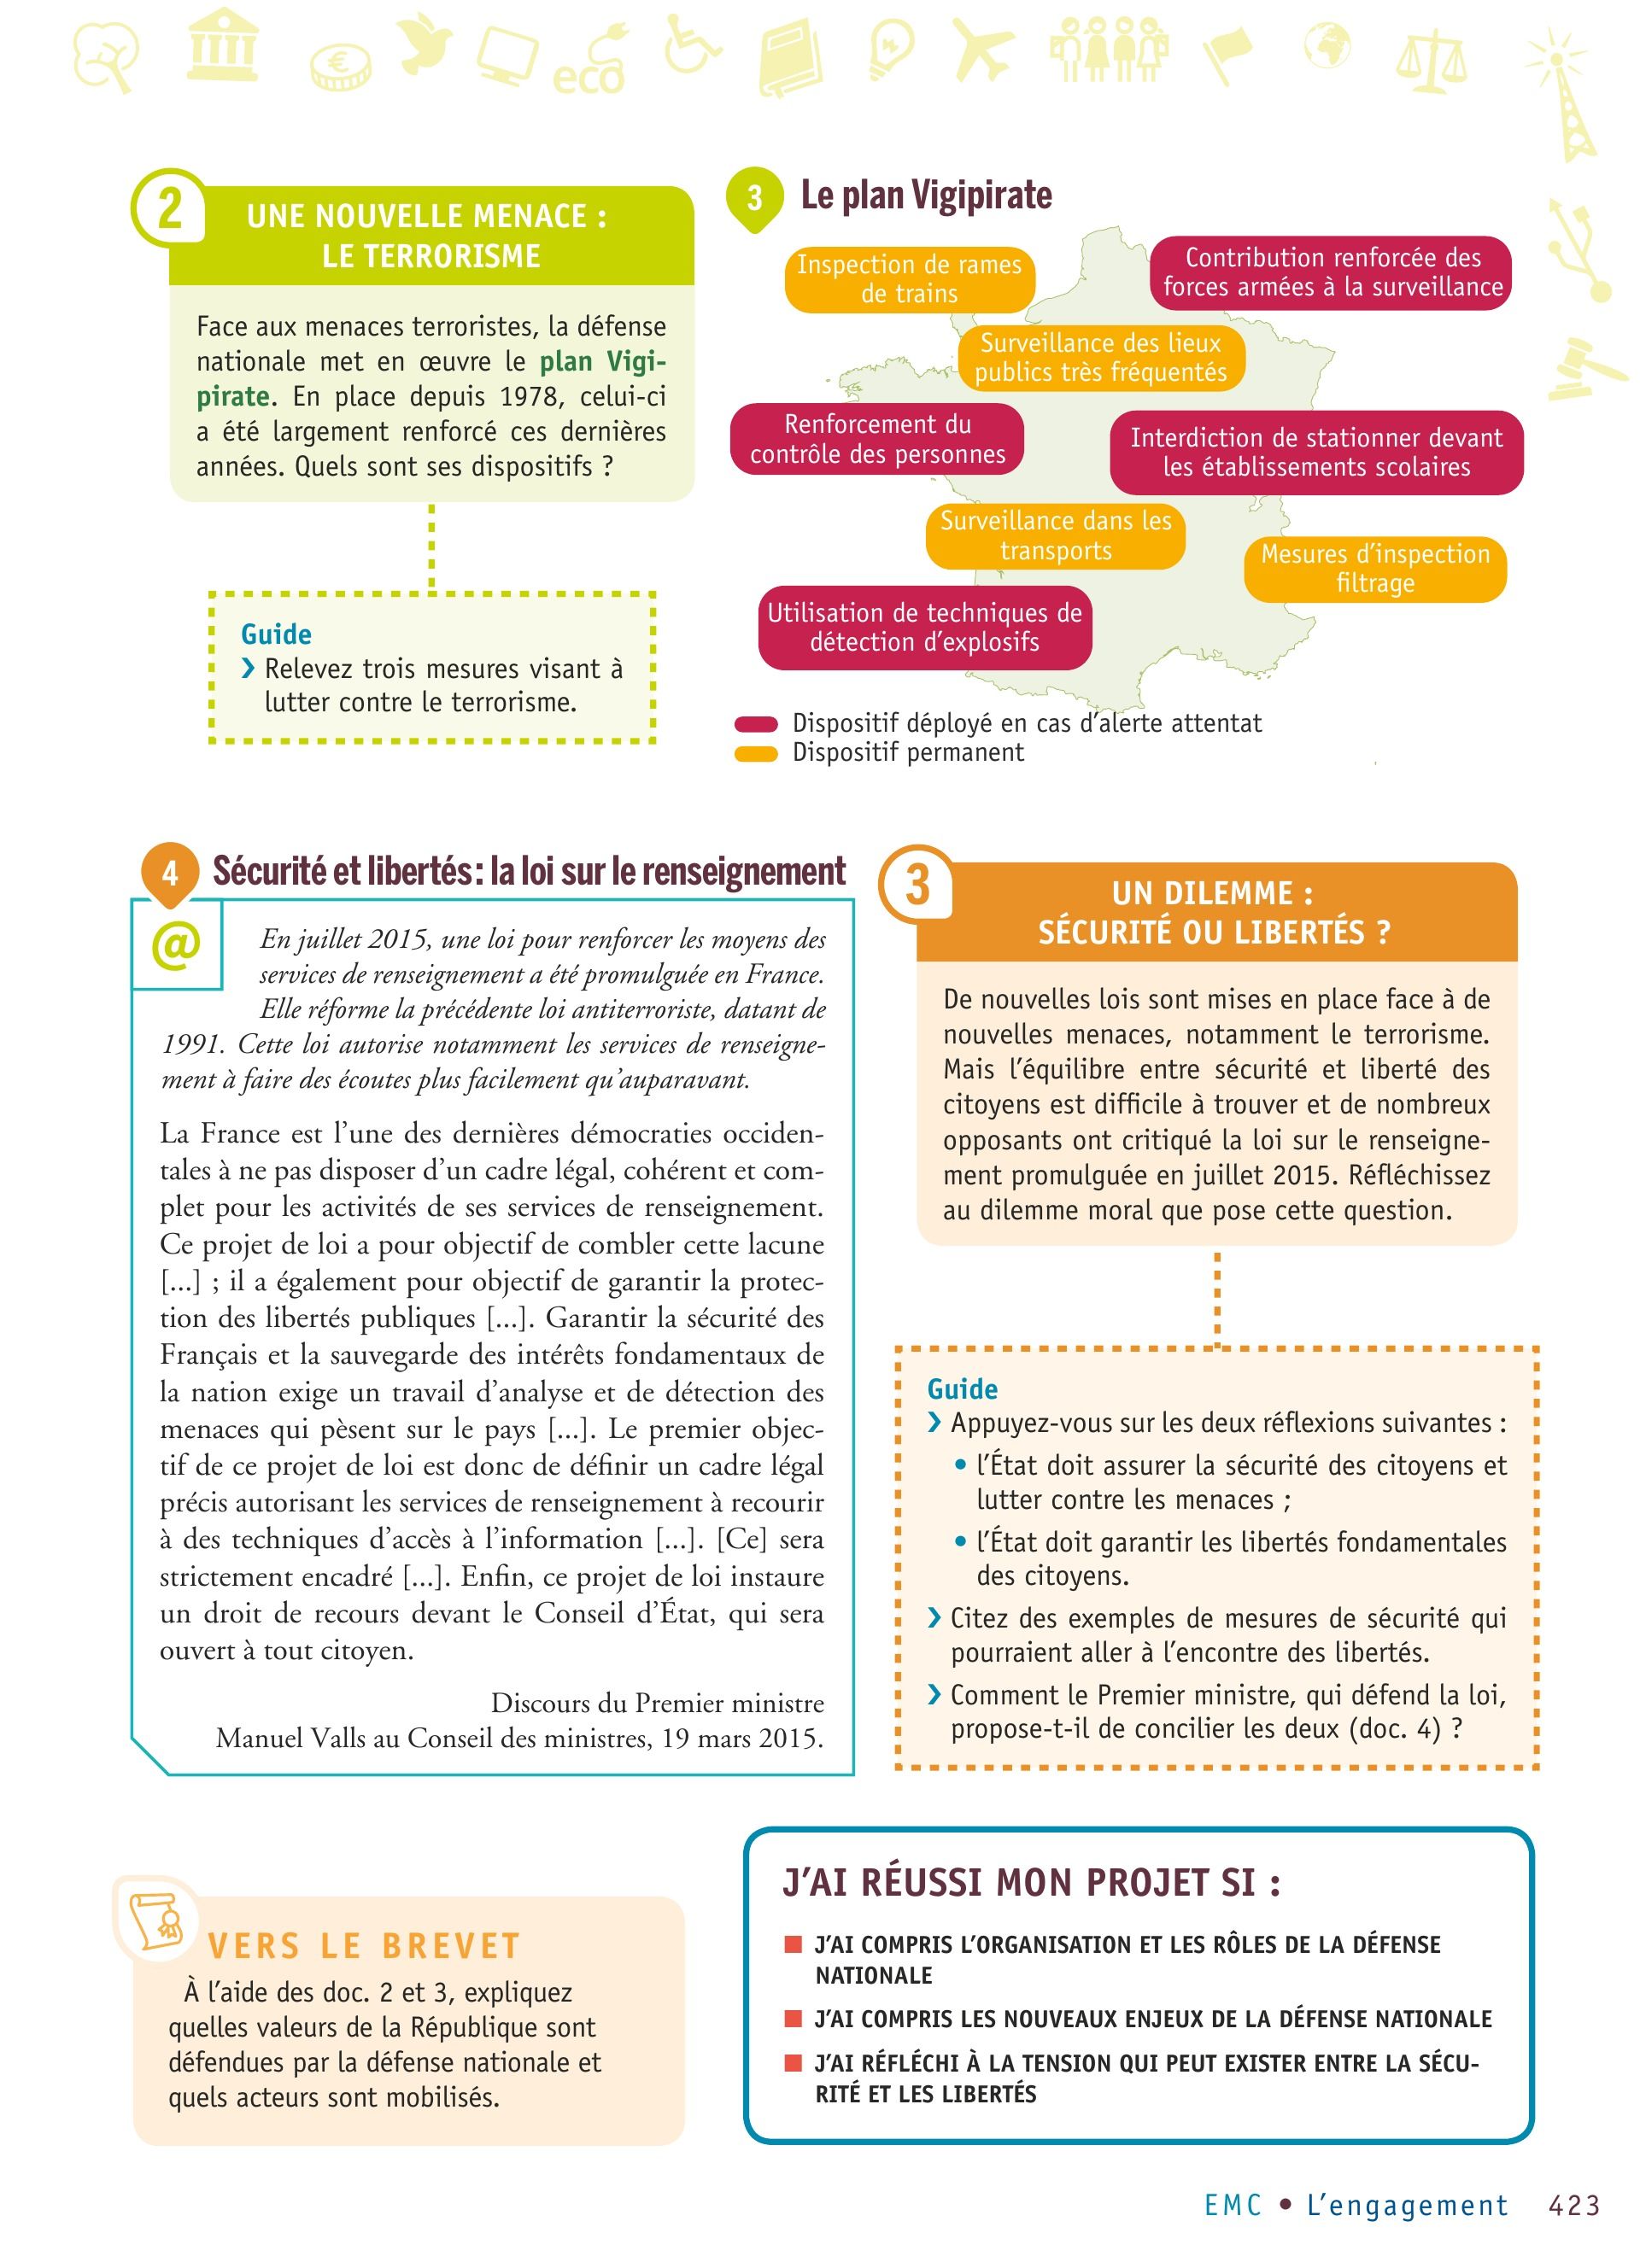 eco
2
UNE NOUVELLE MENACE :
LE TERRORISME
Face aux menaces terroristes, la défense
nationale met en œuvre le plan Vigi-
pirate. En place depuis 1978, celui-ci
a été largement renforcé ces dernières
années. Quels sont ses dispositifs ?
Guide
› Relevez trois mesures visant à
lutter contre le terrorisme.
3 Le plan Vigipirate
Inspection de rames
de trains
Contribution renforcée des
forces armées à la surveillance
Surveillance des lieux
publics très fréquentés
Renforcement du
contrôle des personnes
Interdiction de stationner devant
les établissements scolaires
Surveillance dans les
transports
Mesures d’inspection
filtrage
Utilisation de techniques de
détection d’explosifs
Dispositif déployé en cas d’alerte attentat
Dispositif permanent
4 Sécurité et libertés : la loi sur le renseignement
@
En juillet 2015, une loi pour renforcer les moyens des
services de renseignement a été promulguée en France.
Elle réforme la précédente loi antiterroriste, datant de
1991. Cette loi autorise notamment les services de renseigne-
ment à faire des écoutes plus facilement qu’auparavant.
La France est l’une des dernières démocraties occiden-
tales à ne pas disposer d’un cadre légal, cohérent et com-
plet pour les activités de ses services de renseignement.
Ce projet de loi a pour objectif de combler cette lacune
[...] ; il a également pour objectif de garantir la protec-
tion des libertés publiques [...]. Garantir la sécurité des
Français et la sauvegarde des intérêts fondamentaux de
la nation exige un travail d’analyse et de détection des
menaces qui pèsent sur le pays [...]. Le premier objec-
tif de ce projet de loi est donc de définir un cadre légal
précis autorisant les services de renseignement à recourir
à des techniques d’accès à l’information [...]. [Ce] sera
strictement encadré [...]. Enfin, ce projet de loi instaure
un droit de recours devant le Conseil d’État, qui sera
ouvert à tout citoyen.
Discours du Premier ministre
Manuel Valls au Conseil des ministres, 19 mars 2015.
3
UN DILEMME :
SÉCURITÉ OU LIBERTÉS ?
De nouvelles lois sont mises en place face à de
nouvelles menaces, notamment le terrorisme.
Mais l’équilibre entre sécurité et liberté des
citoyens est difficile à trouver et de nombreux
opposants ont critiqué la loi sur le renseigne-
ment promulguée en juillet 2015. Réfléchissez
au dilemme moral que pose cette question.
Guide
› Appuyez-vous sur les deux réflexions suivantes :
• l’État doit assurer la sécurité des citoyens et
lutter contre les menaces ;
• l’État doit garantir les libertés fondamentales
des citoyens.
› Citez des exemples de mesures de sécurité qui
pourraient aller à l’encontre des libertés.
› Comment le Premier ministre, qui défend la loi,
propose-t-il de concilier les deux (doc. 4) ?
VERS LE BREVET
À l’aide des doc. 2 et 3, expliquez
quelles valeurs de la République sont
défendues par la défense nationale et
quels acteurs sont mobilisés.
J’AI RÉUSSI MON PROJET SI :
■ J’AI COMPRIS L’ORGANISATION ET LES RÔLES DE LA DÉFENSE
NATIONALE
■ J’AI COMPRIS LES NOUVEAUX ENJEUX DE LA DÉFENSE NATIONALE
■ J’AI RÉFLÉCHI À LA TENSION QUI PEUT EXISTER ENTRE LA SÉCU-
RITÉ ET LES LIBERTÉS
EMC • L’engagement 423